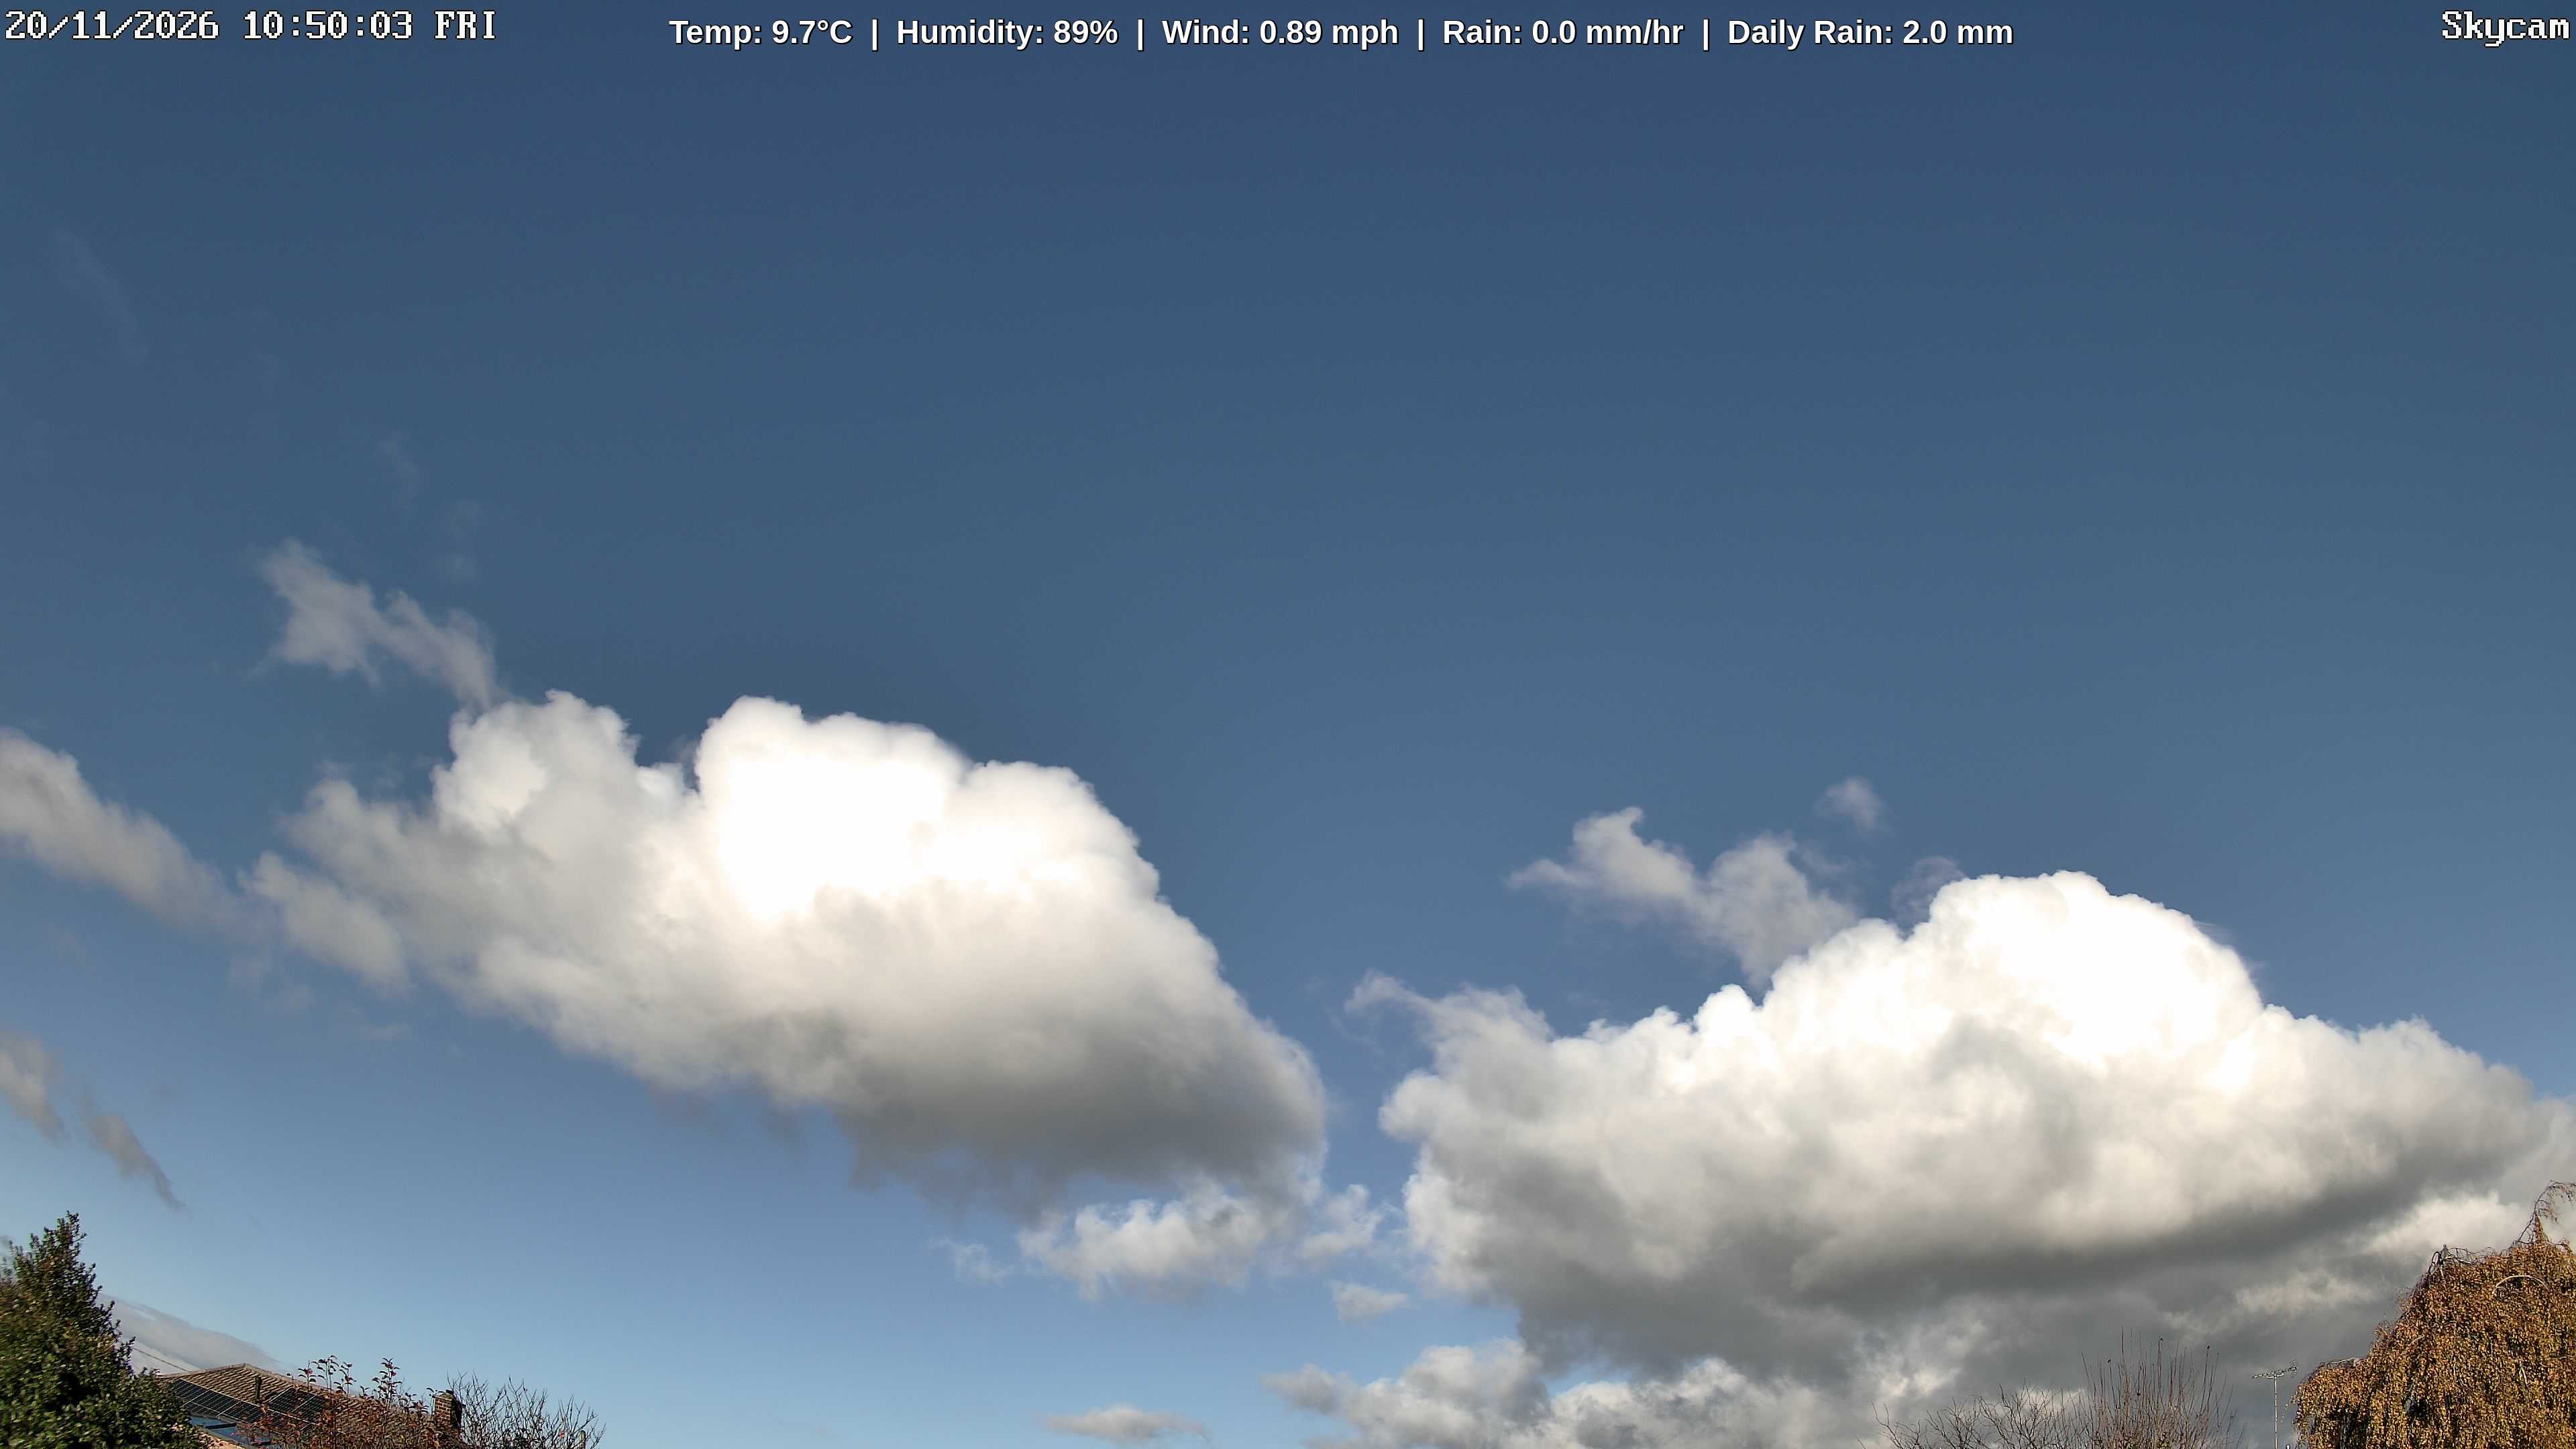 20/11/2026 10:50:03 FRI
Temp: 9.7°C | Humidity: 89% | Wind: 0.89 mph | Rain: 0.0 mm/hr | Daily Rain: 2.0 mm
Skycam